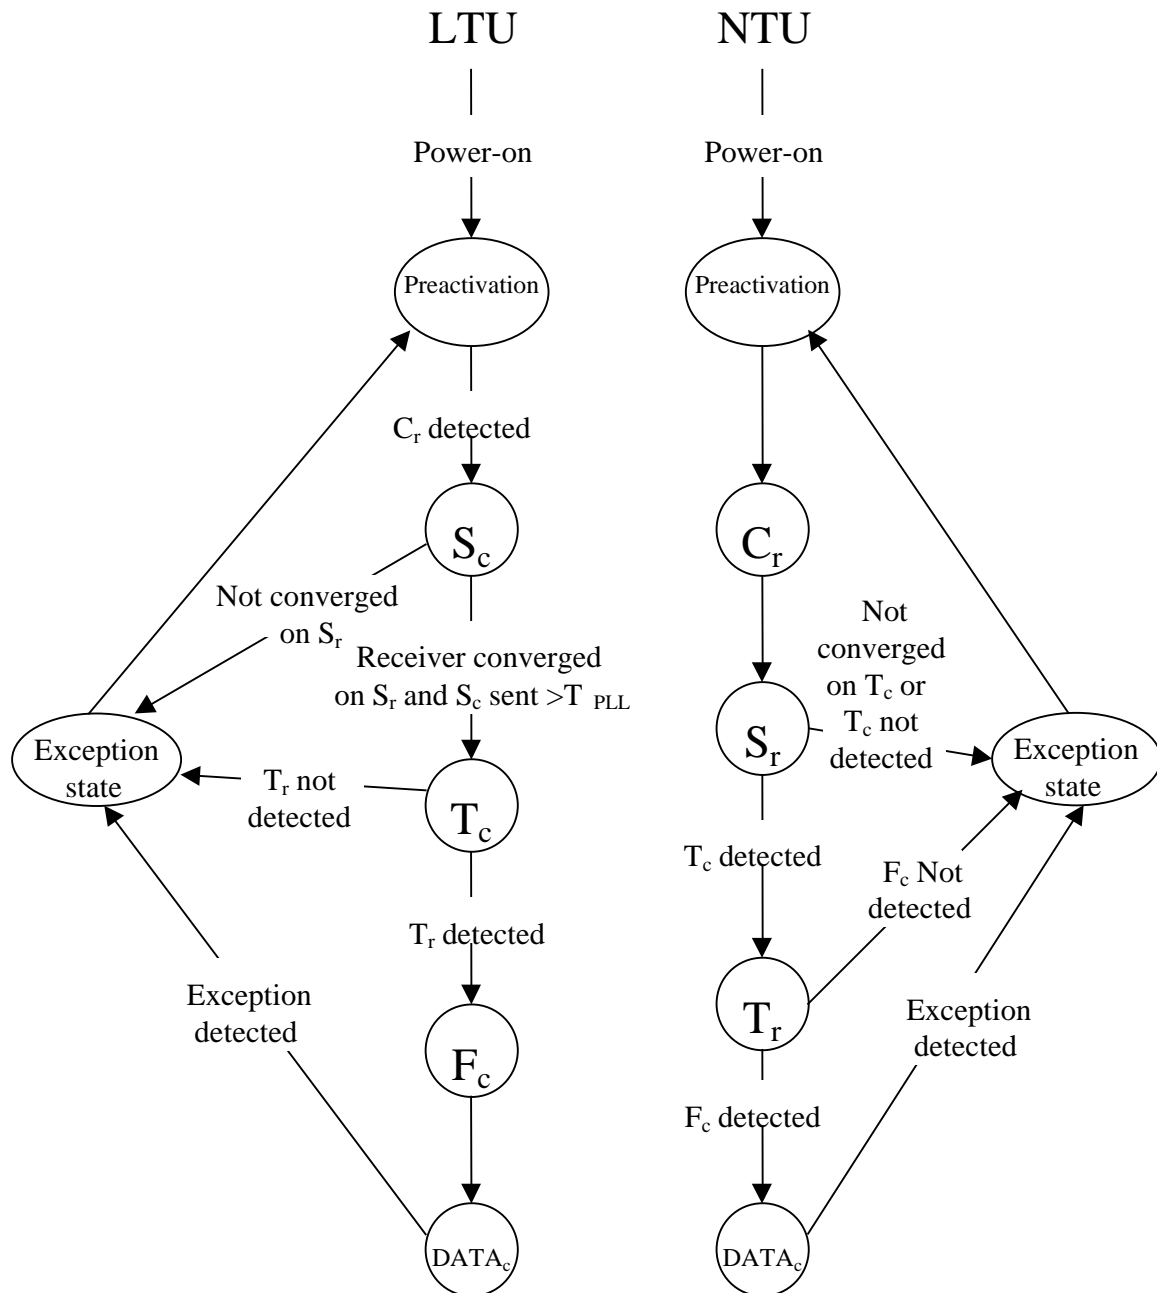 LTU
NTU
Power-on
Power-on
Preactivation
Preactivation
Cr detected
Sc
Cr
Not converged
on Sr
Not
converged
on Tc or
Tc not
detected
Receiver converged
on Sr and Sc sent >T PLL
Sr
Exception
state
Exception
state
Tr not
detected
Tc
Tc detected
Fc Not
detected
Tr detected
Exception
detected
Tr
Exception
detected
Fc
Fc detected
DATAc
DATAc